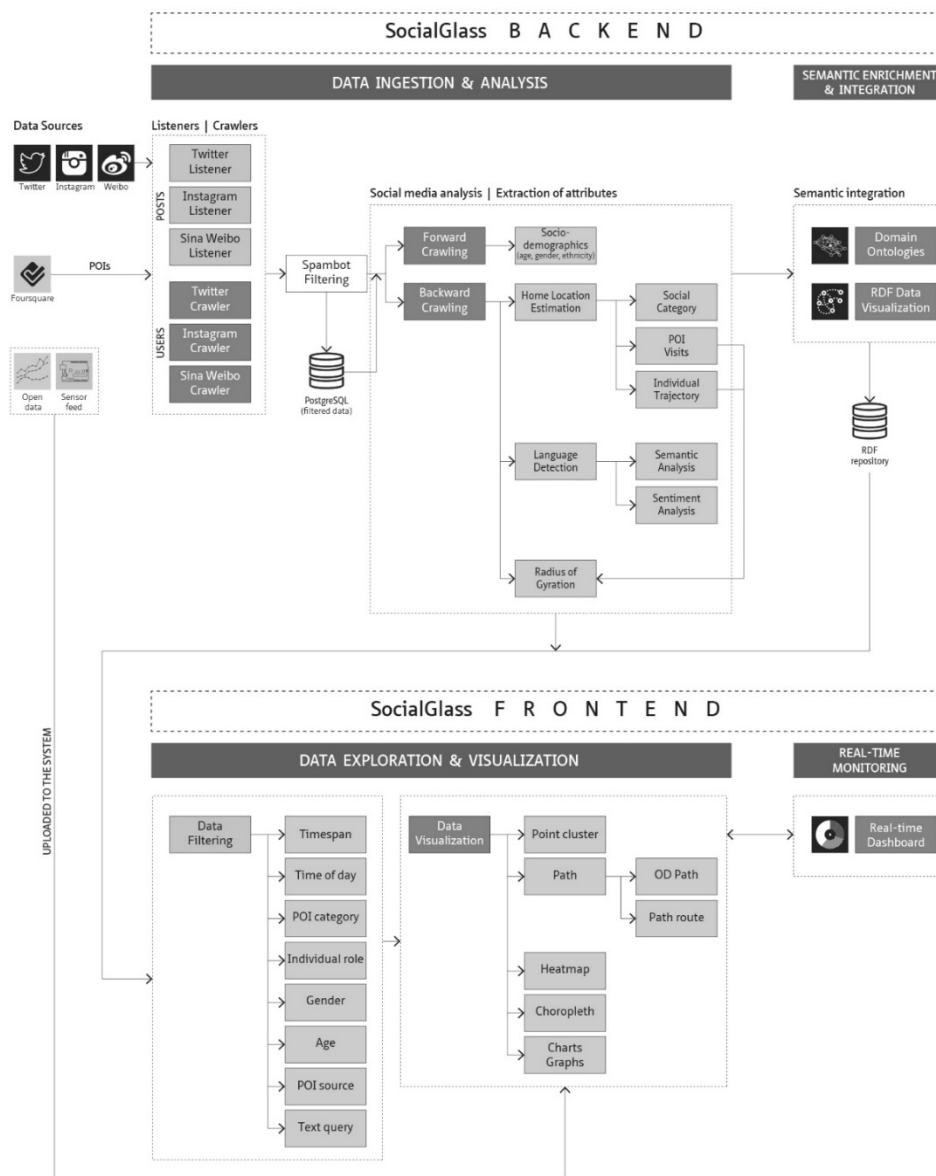 SocialGlass B A C K E N D
DATA INGESTION & ANALYSIS
SEMANTIC ENRICHMENT
& INTEGRATION
Data Sources
Listeners | Crawlers
Twitter
Instagram
Weibo
POSTS
Twitter
Listener
Instagram
Listener
Sina Weibo
Listener
Foursquare
POIs
USERS
Twitter
Crawler
Instagram
Crawler
Sina Weibo
Crawler
Open
data
Sensor
feed
Spambot
Filtering
PostgreSQL
(filtered data)
Social media analysis | Extraction of attributes
Forward
Crawling
Socio-
demographics
(age, gender, ethnicity)
Backward
Crawling
Home Location
Estimation
Social
Category
POI
Visits
Individual
Trajectory
Language
Detection
Semantic
Analysis
Sentiment
Analysis
Radius of
Gyration
Semantic integration
Domain
Ontologies
RDF Data
Visualization
RDF
repository
UPLOADED TO THE SYSTEM
SocialGlass F R O N T E N D
DATA EXPLORATION & VISUALIZATION
REAL-TIME
MONITORING
Data
Filtering
Timespan
Time of day
POI category
Individual role
Gender
Age
POI source
Text query
Data
Visualization
Point cluster
Path
OD Path
Path route
Heatmap
Choropleth
Charts
Graphs
Real-time
Dashboard